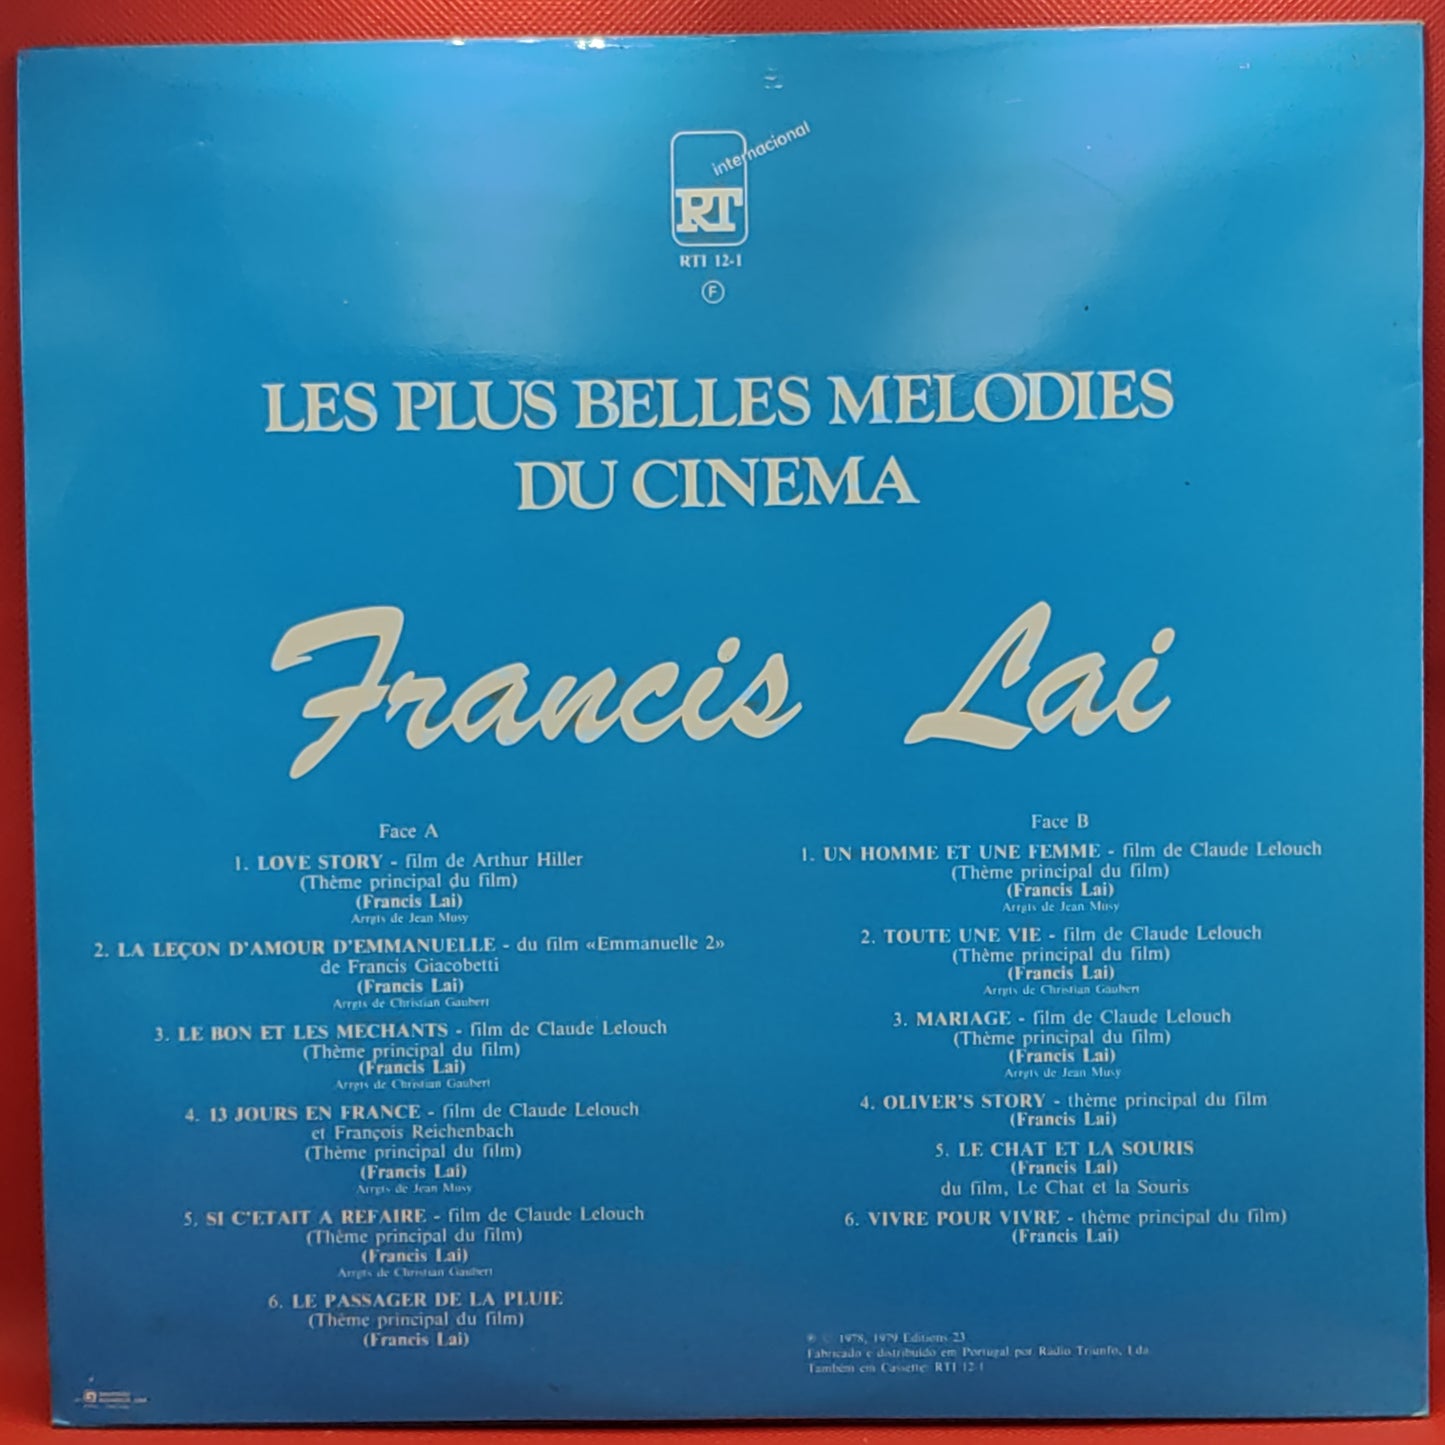 internacional
RT
RTI 12-1
F
LES PLUS BELLES MELODIES
DU CINEMA
Francis Lai
Face A
1. LOVE STORY - film de Arthur Hiller
(Thème principal du film)
(Francis Lai)
Arrgts de Jean Musy
2. LA LEÇON D'AMOUR D'EMMANUELLE - du film «Emmanuelle 2»
de Francis Giacobetti
(Francis Lai)
Arrgts de Christian Gaubert
3. LE BON ET LES MECHANTS - film de Claude Lelouch
(Thème principal du film)
(Francis Lai)
Arrgts de Christian Gaubert
4. 13 JOURS EN FRANCE - film de Claude Lelouch
et François Reichenbach
(Thème principal du film)
(Francis Lai)
Arrgts de Jean Musy
5. SI C'ETAIT A REFAIRE - film de Claude Lelouch
(Thème principal du film)
(Francis Lai)
Arrgts de Christian Gaubert
6. LE PASSAGER DE LA PLUIE
(Thème principal du film)
(Francis Lai)
Face B
1. UN HOMME ET UNE FEMME - film de Claude Lelouch
(Thème principal du film)
(Francis Lai)
Arrgts de Jean Musy
2. TOUTE UNE VIE - film de Claude Lelouch
(Thème principal du film)
(Francis Lai)
Arrgts de Christian Gaubert
3. MARIAGE - film de Claude Lelouch
(Thème principal du film)
(Francis Lai)
Arrgts de Jean Musy
4. OLIVER'S STORY - thème principal du film
(Francis Lai)
5. LE CHAT ET LA SOURIS
(Francis Lai)
du film, Le Chat et la Souris
6. VIVRE POUR VIVRE - thème principal du film)
(Francis Lai)
℗ © 1978, 1979 Editions 23
Fabricado e distribuído em Portugal por Rádio Triunfo, Lda
Também em Cassette RTI 12-1